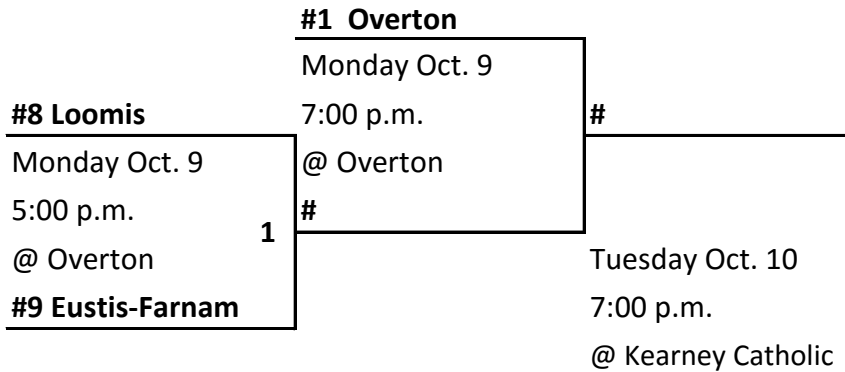 #1 Overton
Monday Oct. 9
7:00 p.m.
@ Overton
#
#8 Loomis
Monday Oct. 9
5:00 p.m.
1
@ Overton
#9 Eustis-Farnam
#
Tuesday Oct. 10
7:00 p.m.
@ Kearney Catholic